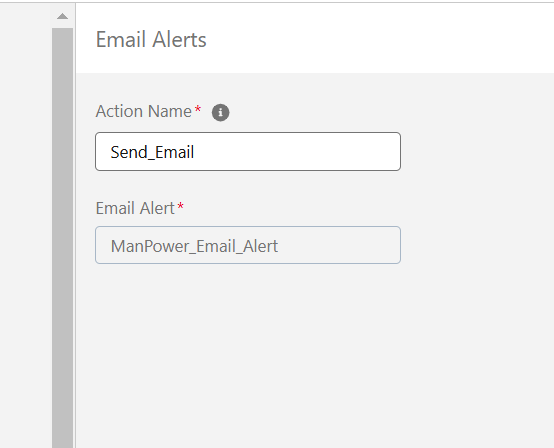 Email Alerts
Action Name*
Send_Email
Email Alert*
ManPower_Email_Alert